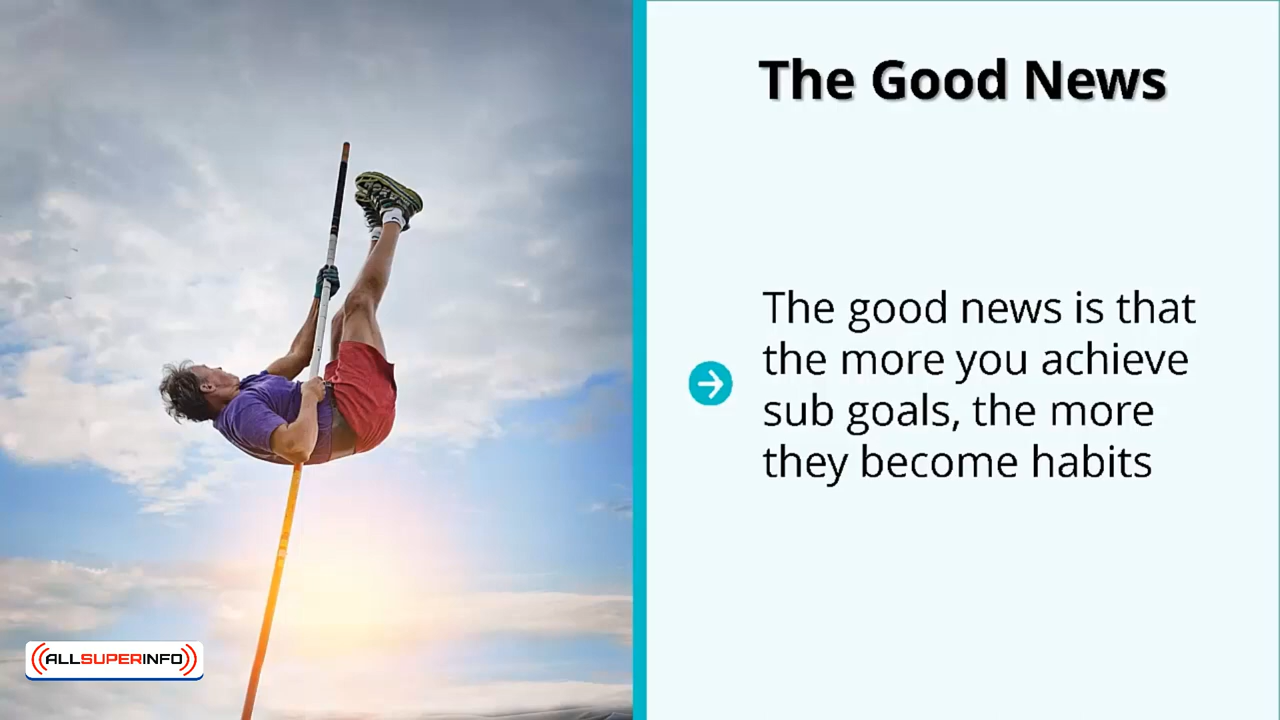 The Good News
The good news is that
the more you achieve
sub goals, the more
they become habits
ALLSUPERINFO